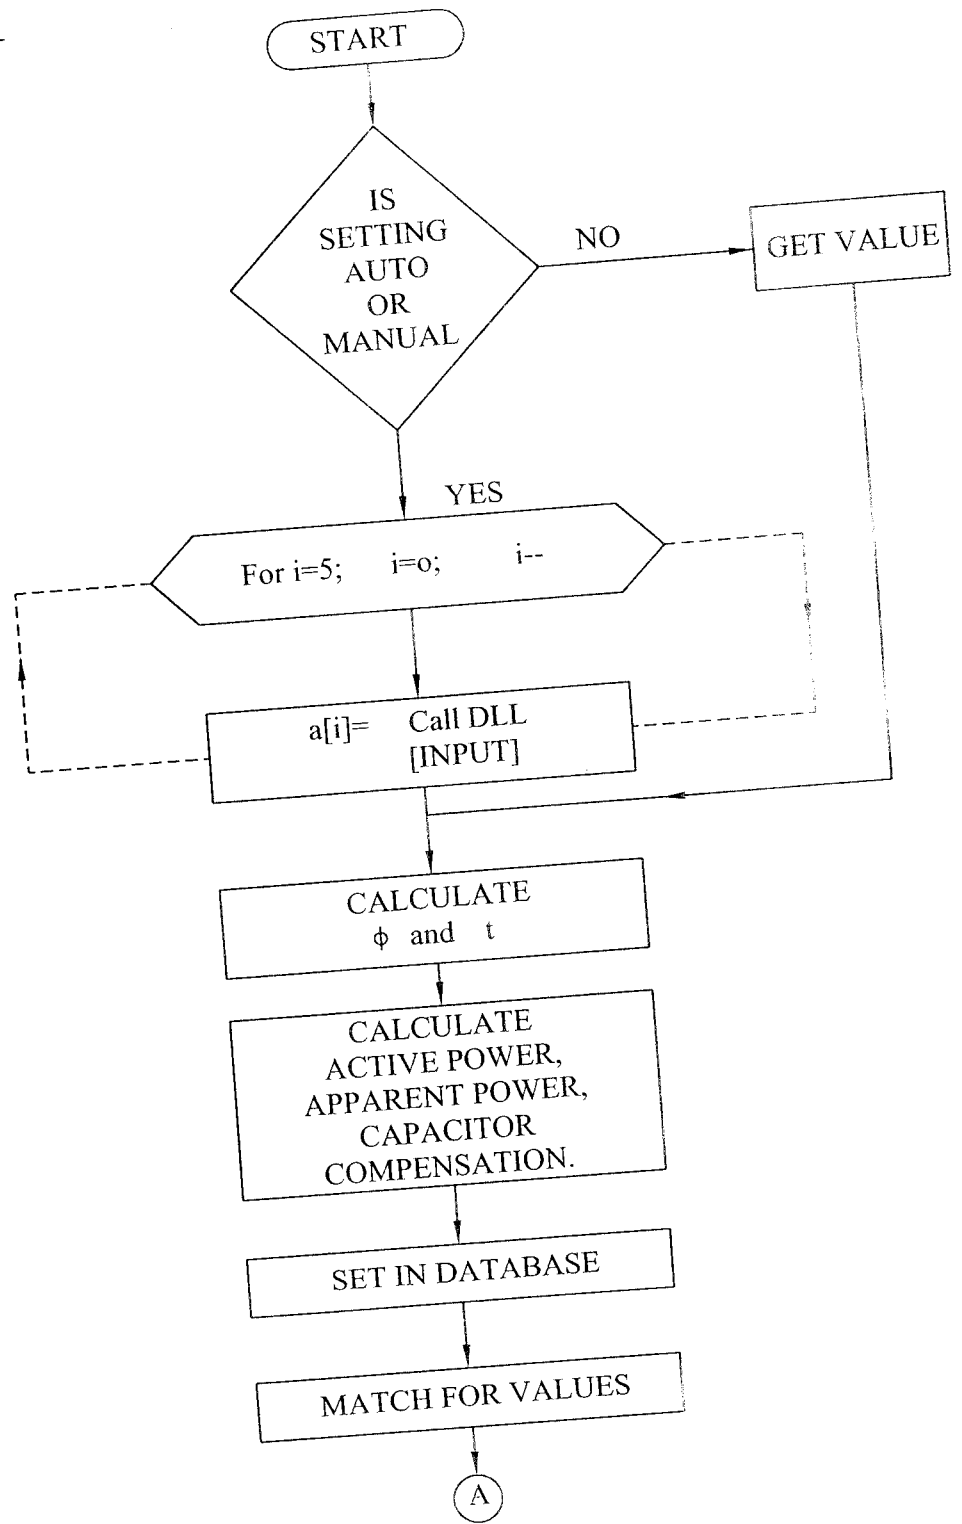 START
IS
SETTING
AUTO
OR
MANUAL
NO
GET VALUE
YES
For i=5; i=o; i--
a[i]= Call DLL
[INPUT]
CALCULATE
ϕ and t
CALCULATE
ACTIVE POWER,
APPARENT POWER,
CAPACITOR
COMPENSATION.
SET IN DATABASE
MATCH FOR VALUES
A